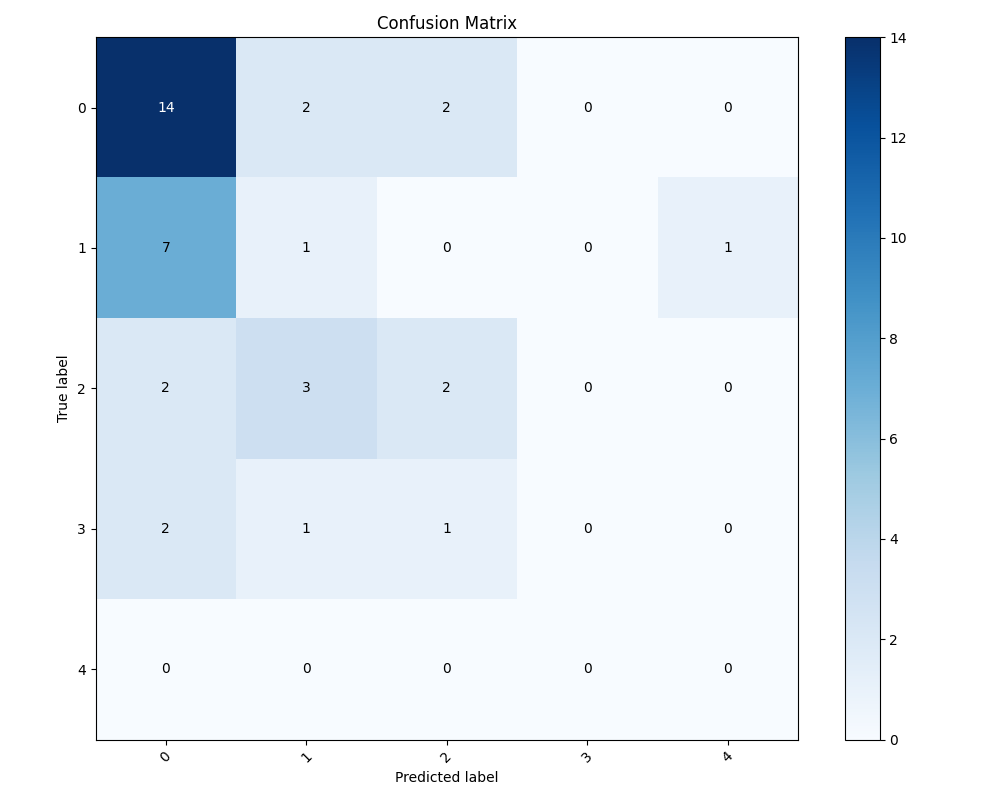 Confusion Matrix
True label
0 14 2 2 0 0
1 7 1 0 0 1
2 2 3 2 0 0
3 2 1 1 0 0
4 0 0 0 0 0
0 1 2 3 4
Predicted label
14
12
10
8
6
4
2
0